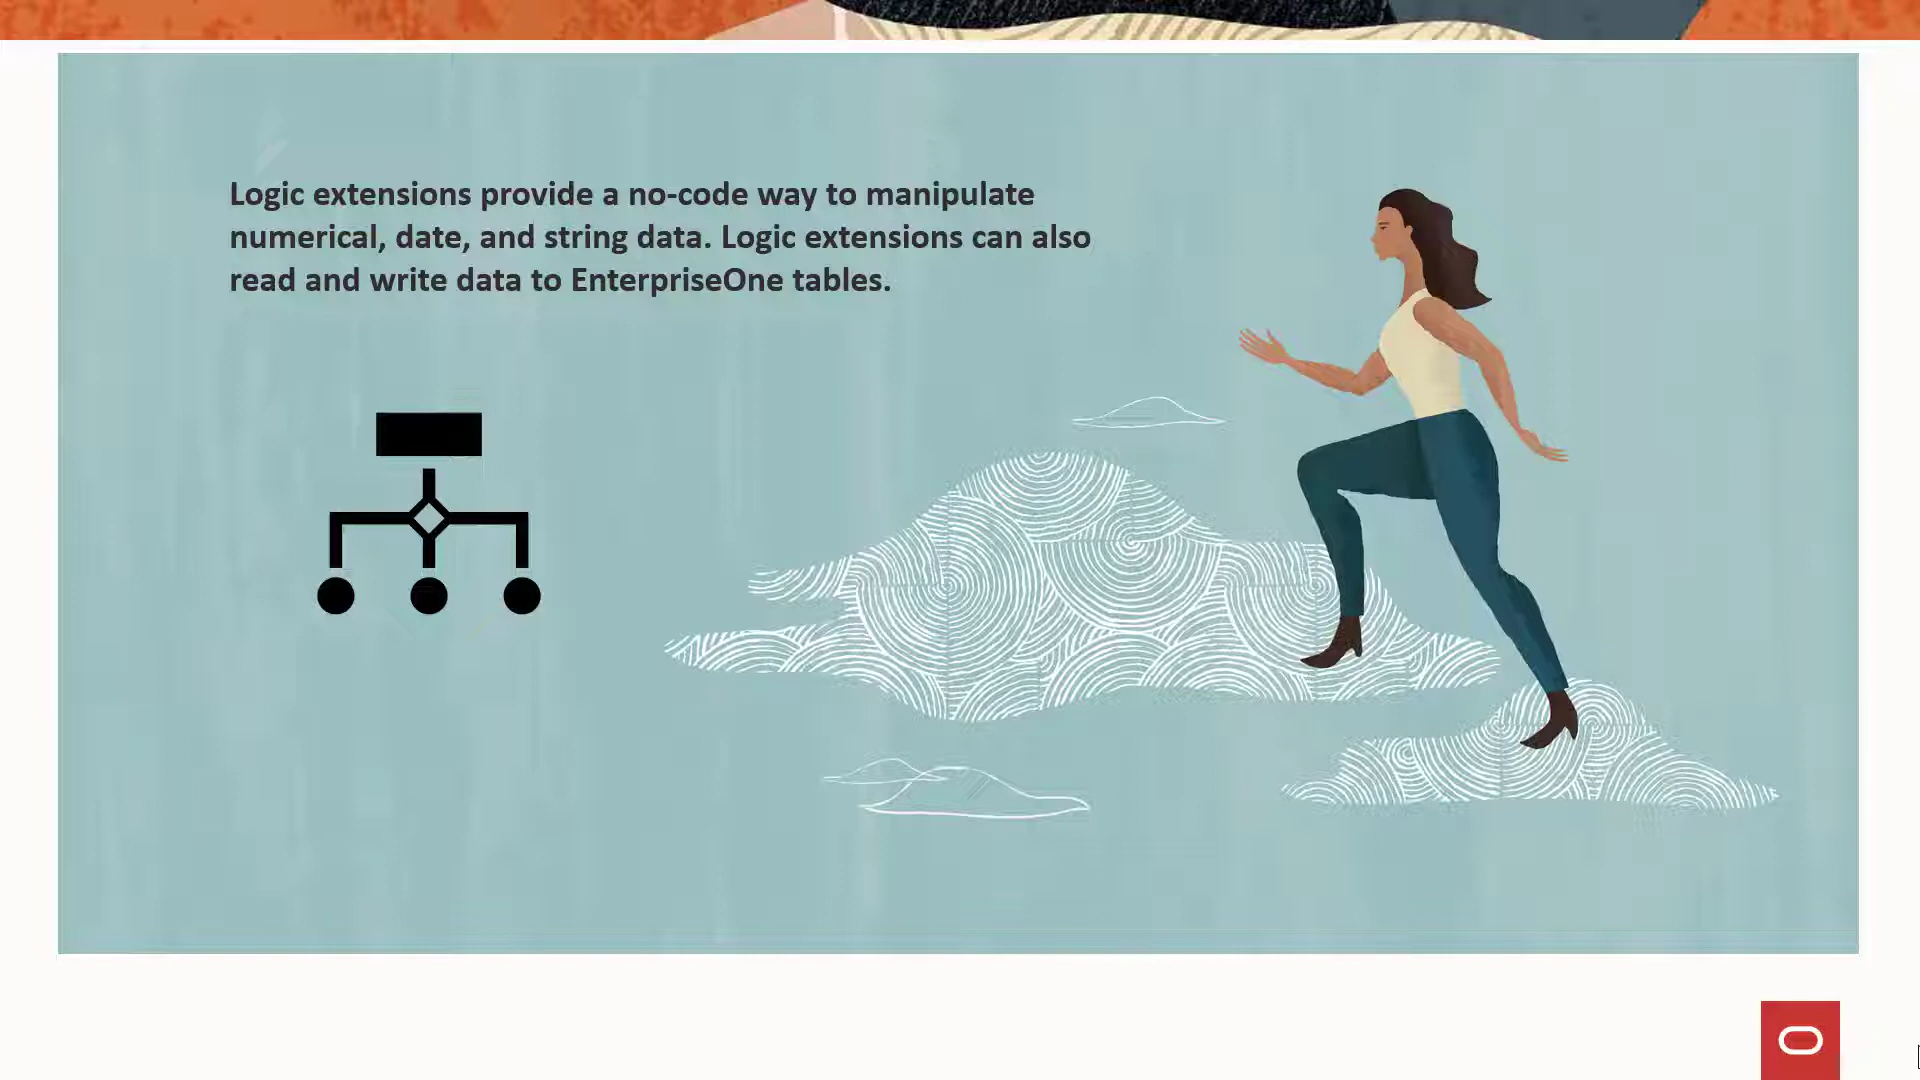 Logic extensions provide a no-code way to manipulate
numerical, date, and string data. Logic extensions can also
read and write data to EnterpriseOne tables.